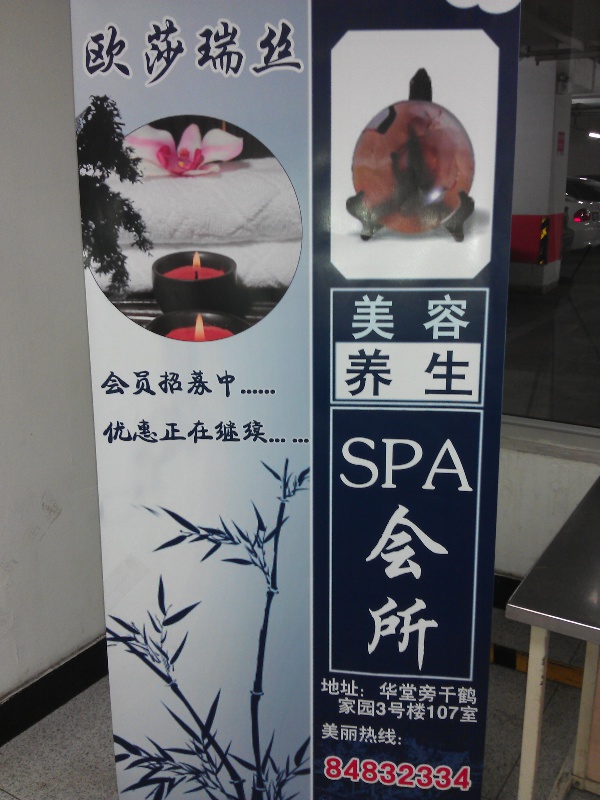 欧莎瑞丝
会员招募中......
优惠正在继续... ...
美容
养生
SPA
会
所
地址：华堂旁千鹤
家园3号楼107室
美丽热线：
84832334